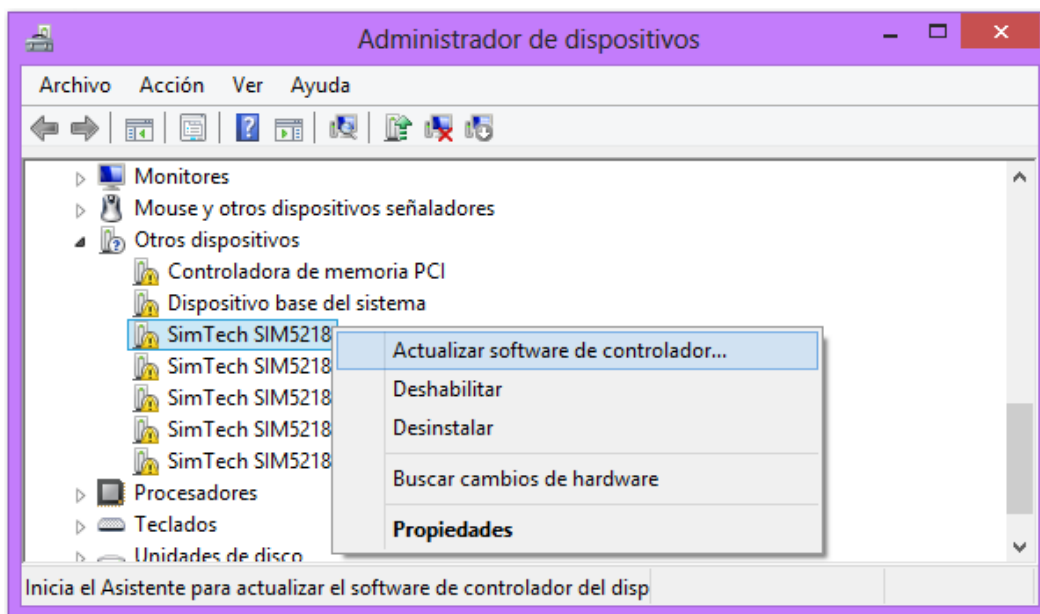 Administrador de dispositivos
Archivo Acción Ver Ayuda
Monitores
Mouse y otros dispositivos señaladores
Otros dispositivos
Controladora de memoria PCI
Dispositivo base del sistema
SimTech SIM5218
SimTech SIM5218
SimTech SIM5218
SimTech SIM5218
SimTech SIM5218
Procesadores
Teclados
Unidades de disco
Actualizar software de controlador...
Deshabilitar
Desinstalar
Buscar cambios de hardware
Propiedades
Inicia el Asistente para actualizar el software de controlador del disp